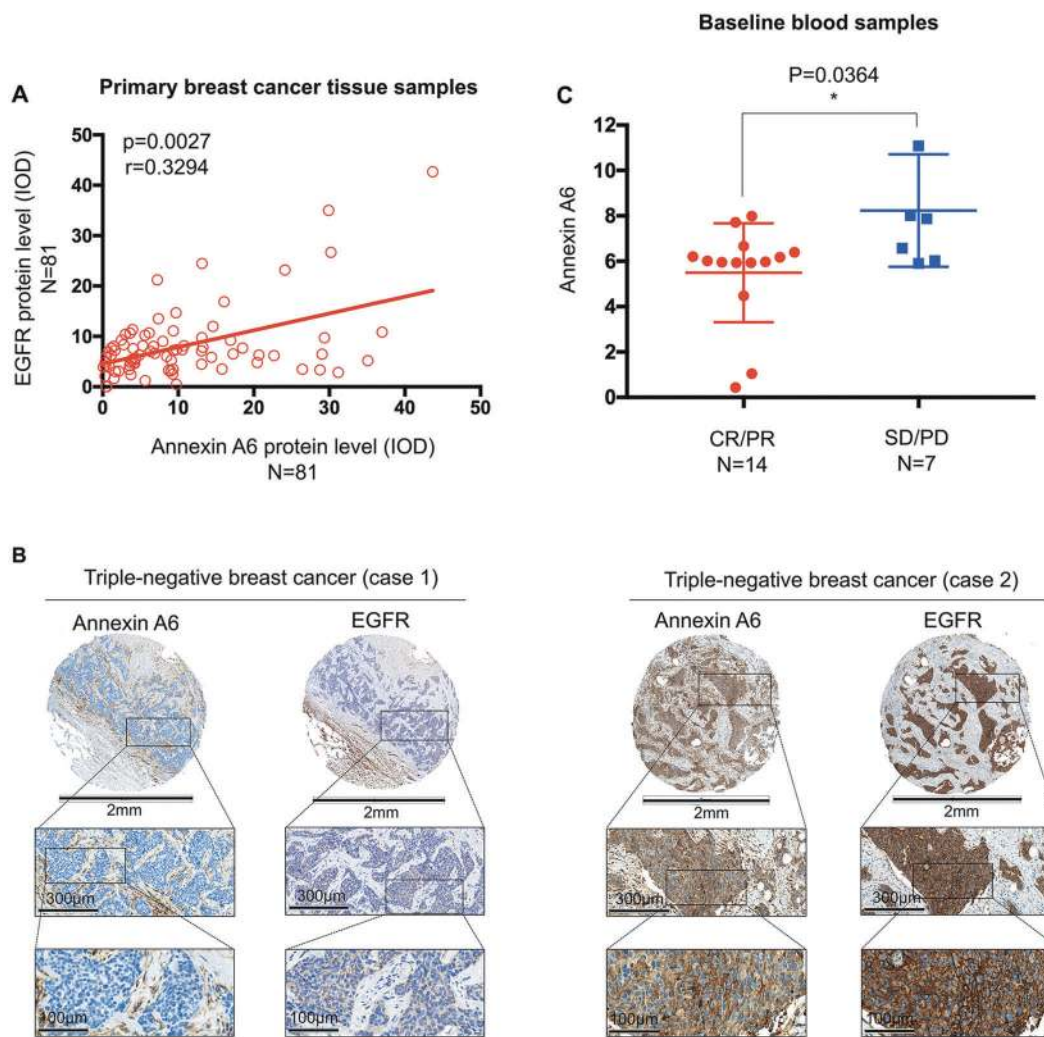 A
Primary breast cancer tissue samples
p=0.0027
r=0.3294
EGFR protein level (IOD)
N=81
50
40
30
20
10
0
0 10 20 30 40 50
Annexin A6 protein level (IOD)
N=81
Baseline blood samples
C
P=0.0364
*
Annexin A6
12
10
8
6
4
2
0
CR/PR SD/PD
N=14 N=7
B
Triple-negative breast cancer (case 1)
Annexin A6 EGFR
2mm 2mm
300µm 300µm
100µm 100µm
Triple-negative breast cancer (case 2)
Annexin A6 EGFR
2mm 2mm
300µm 300µm
100µm 100µm